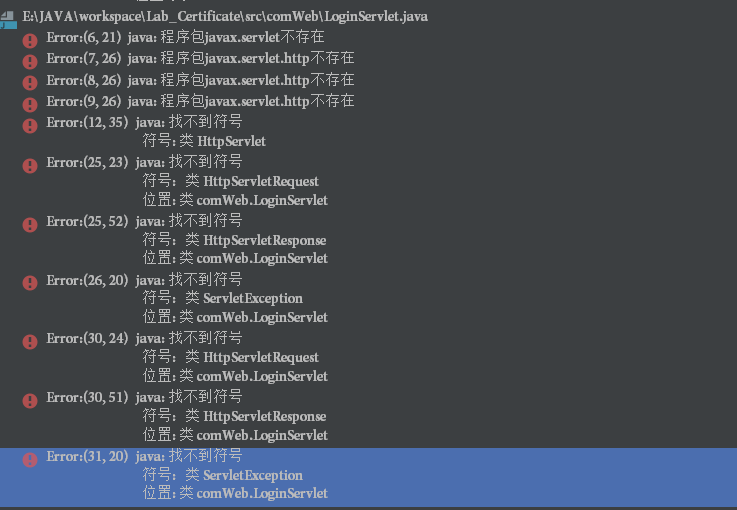 E:\JAVA\workspace\Lab_Certificate\src\comWeb\LoginServlet.java
Error:(6, 21) java: 程序包javax.servlet不存在
Error:(7, 26) java: 程序包javax.servlet.http不存在
Error:(8, 26) java: 程序包javax.servlet.http不存在
Error:(9, 26) java: 程序包javax.servlet.http不存在
Error:(12, 35) java: 找不到符号
符号: 类 HttpServlet
Error:(25, 23) java: 找不到符号
符号: 类 HttpServletRequest
位置: 类 comWeb.LoginServlet
Error:(25, 52) java: 找不到符号
符号: 类 HttpServletResponse
位置: 类 comWeb.LoginServlet
Error:(26, 20) java: 找不到符号
符号: 类 ServletException
位置: 类 comWeb.LoginServlet
Error:(30, 24) java: 找不到符号
符号: 类 HttpServletRequest
位置: 类 comWeb.LoginServlet
Error:(30, 51) java: 找不到符号
符号: 类 HttpServletResponse
位置: 类 comWeb.LoginServlet
Error:(31, 20) java: 找不到符号
符号: 类 ServletException
位置: 类 comWeb.LoginServlet